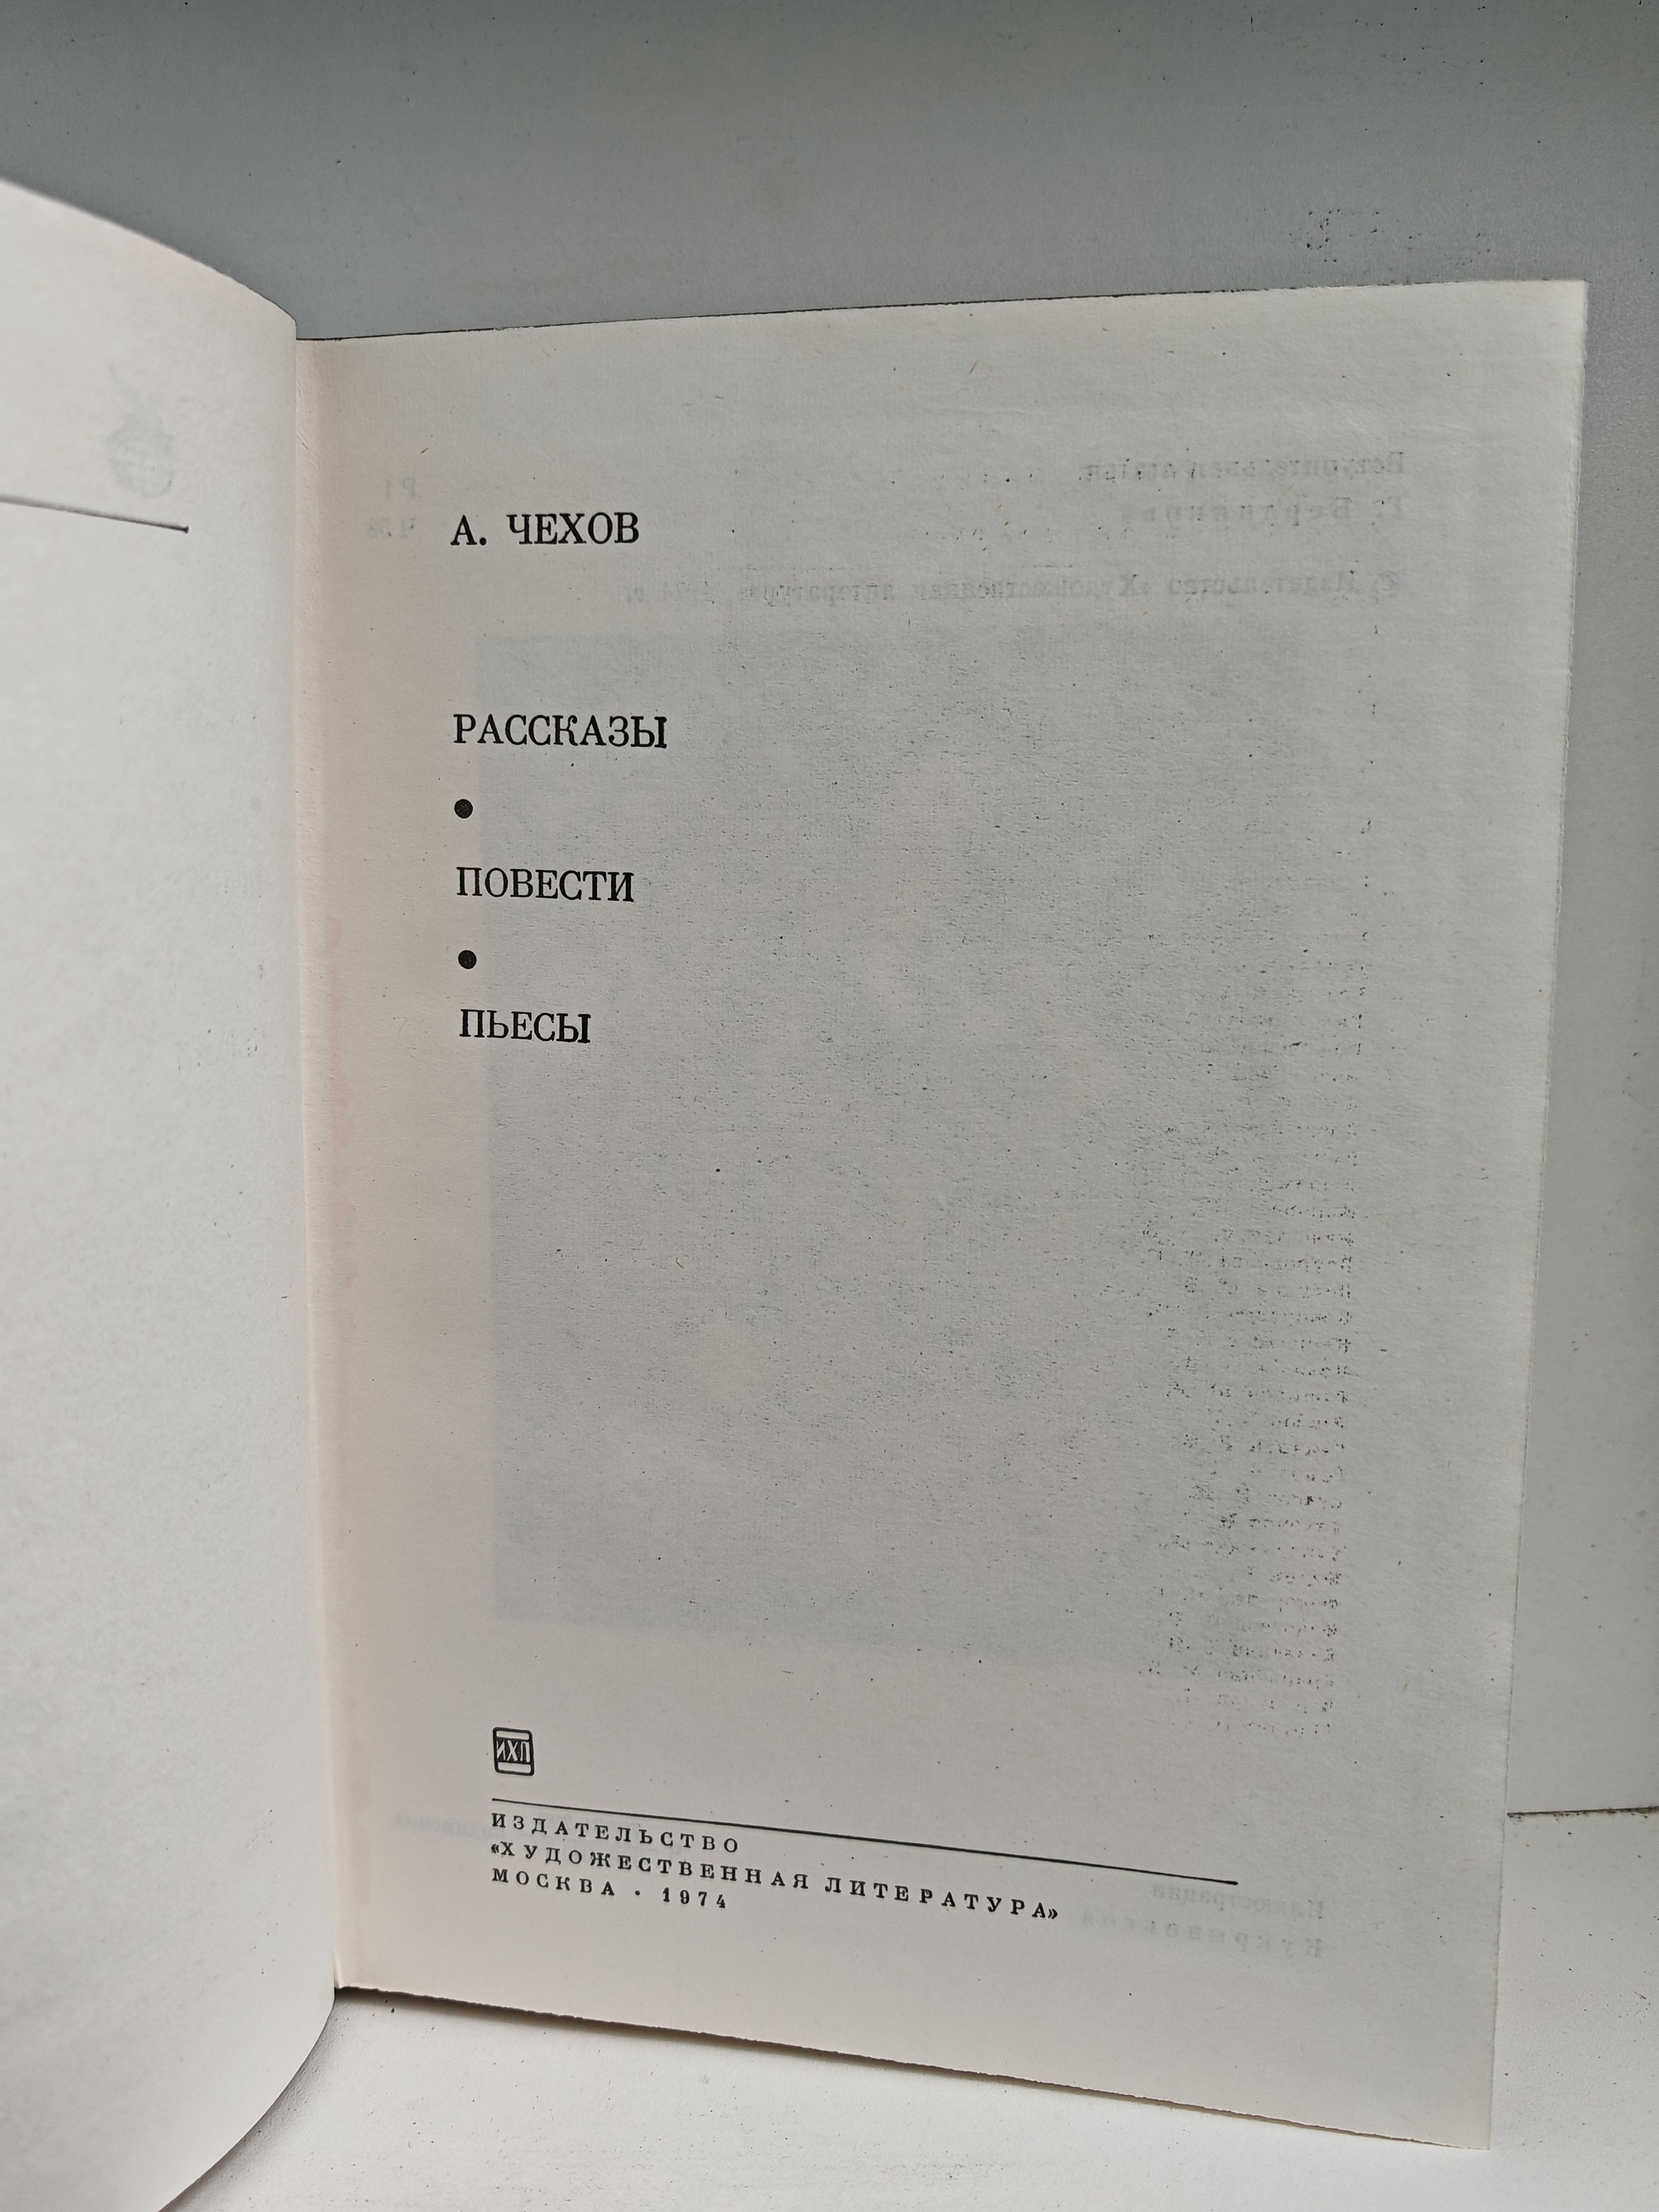 А. ЧЕХОВ
РАССКАЗЫ
•
ПОВЕСТИ
•
ПЬЕСЫ
ИХЛ
ИЗДАТЕЛЬСТВО
«ХУДОЖЕСТВЕННАЯ ЛИТЕРАТУРА»
МОСКВА · 1974